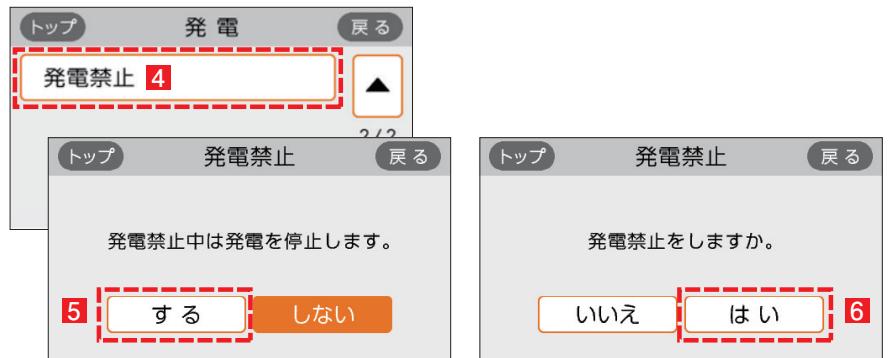 トップ 発 電 戻 る
発電禁止 4
▲
2/2
トップ 発電禁止 戻 る
発電禁止中は発電を停止します。
5 す る しない
トップ 発電禁止 戻 る
発電禁止をしますか。
いいえ は い 6